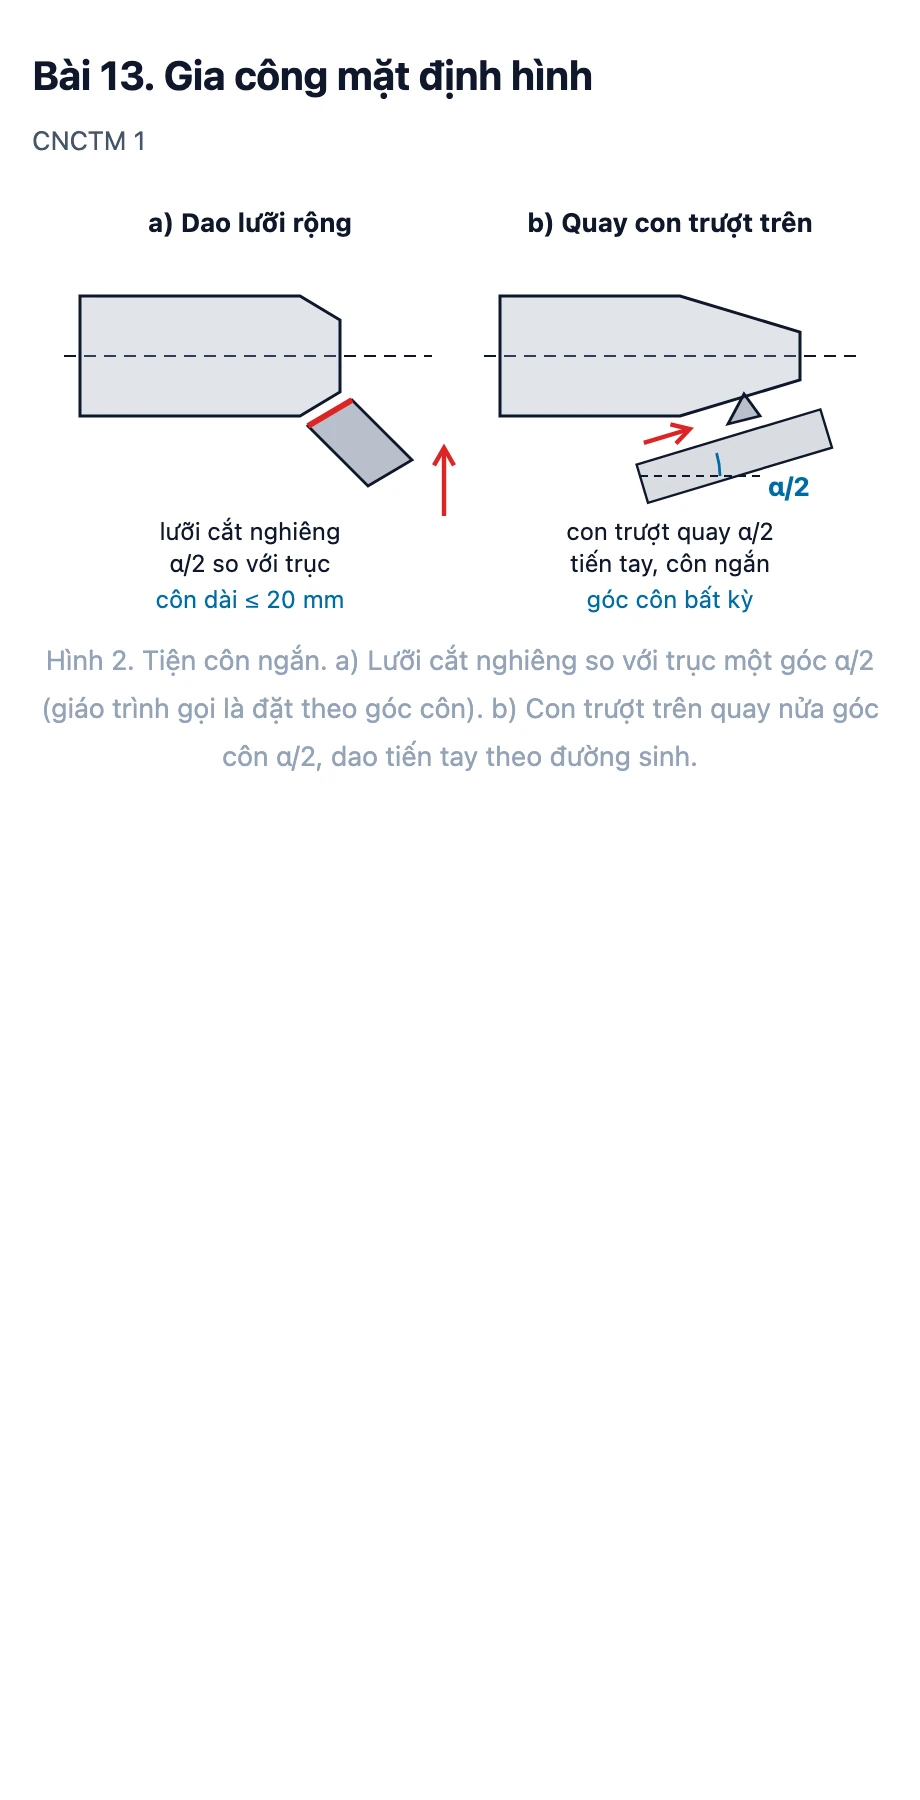 Bài 13. Gia công mặt định hình
CNCTM 1
a) Dao lưỡi rộng
b) Quay con trượt trên
α/2
lưỡi cắt nghiêng
α/2 so với trục
côn dài ≤ 20 mm
con trượt quay α/2
tiến tay, côn ngắn
góc côn bất kỳ
Hình 2. Tiện côn ngắn. a) Lưỡi cắt nghiêng so với trục một góc α/2
(giáo trình gọi là đặt theo góc côn). b) Con trượt trên quay nửa góc
côn α/2, dao tiến tay theo đường sinh.